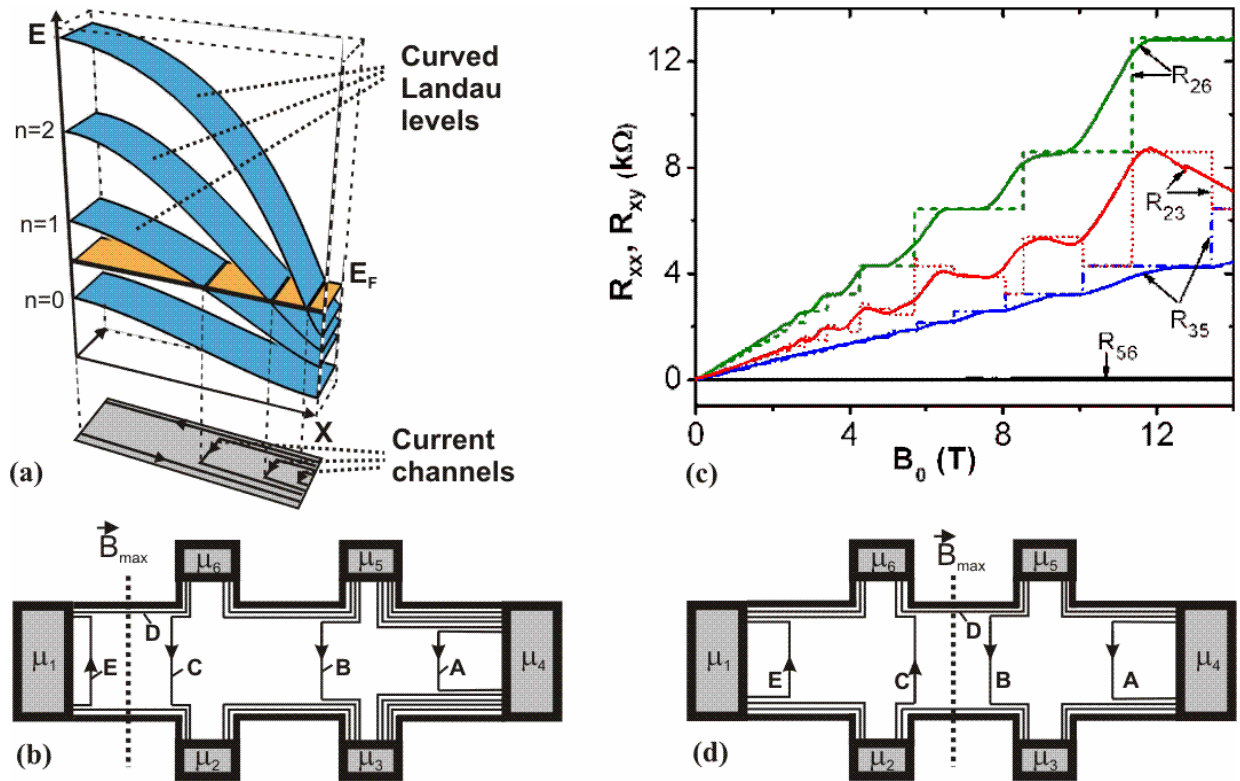 E
Curved
Landau
levels
n=2
n=1
n=0
E_F
X
Current
channels
(a)
R_xx, R_xy (kΩ)
12
8
4
0
R_26
R_23
R_35
R_56
0 4 8 12
B_0 (T)
(c)
B_max
μ_6
μ_5
μ_1
μ_4
D
E
C
B
A
μ_2
μ_3
(b)
μ_6
B_max
μ_5
μ_1
μ_4
D
E
C
B
A
μ_2
μ_3
(d)